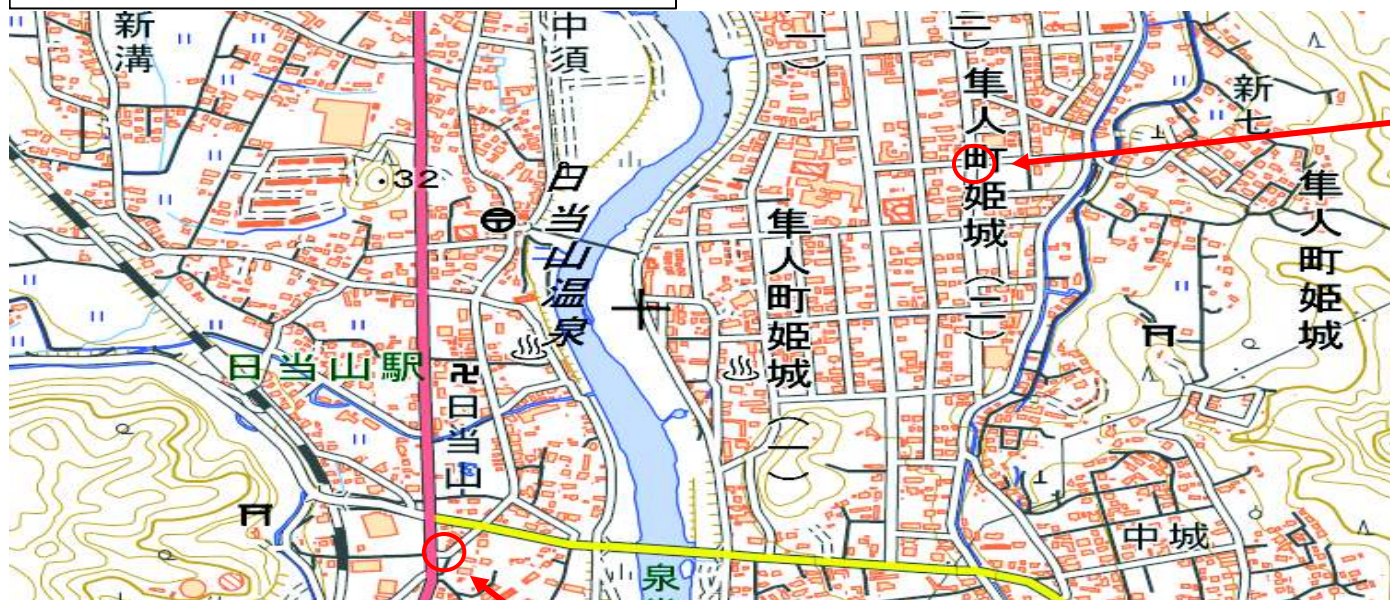 新溝
中須
(二)
(一)
隼人町姫城
新七
32
日当山温泉
隼人町姫城(一)
隼人町姫城
日当山駅
日当山
中城
泉